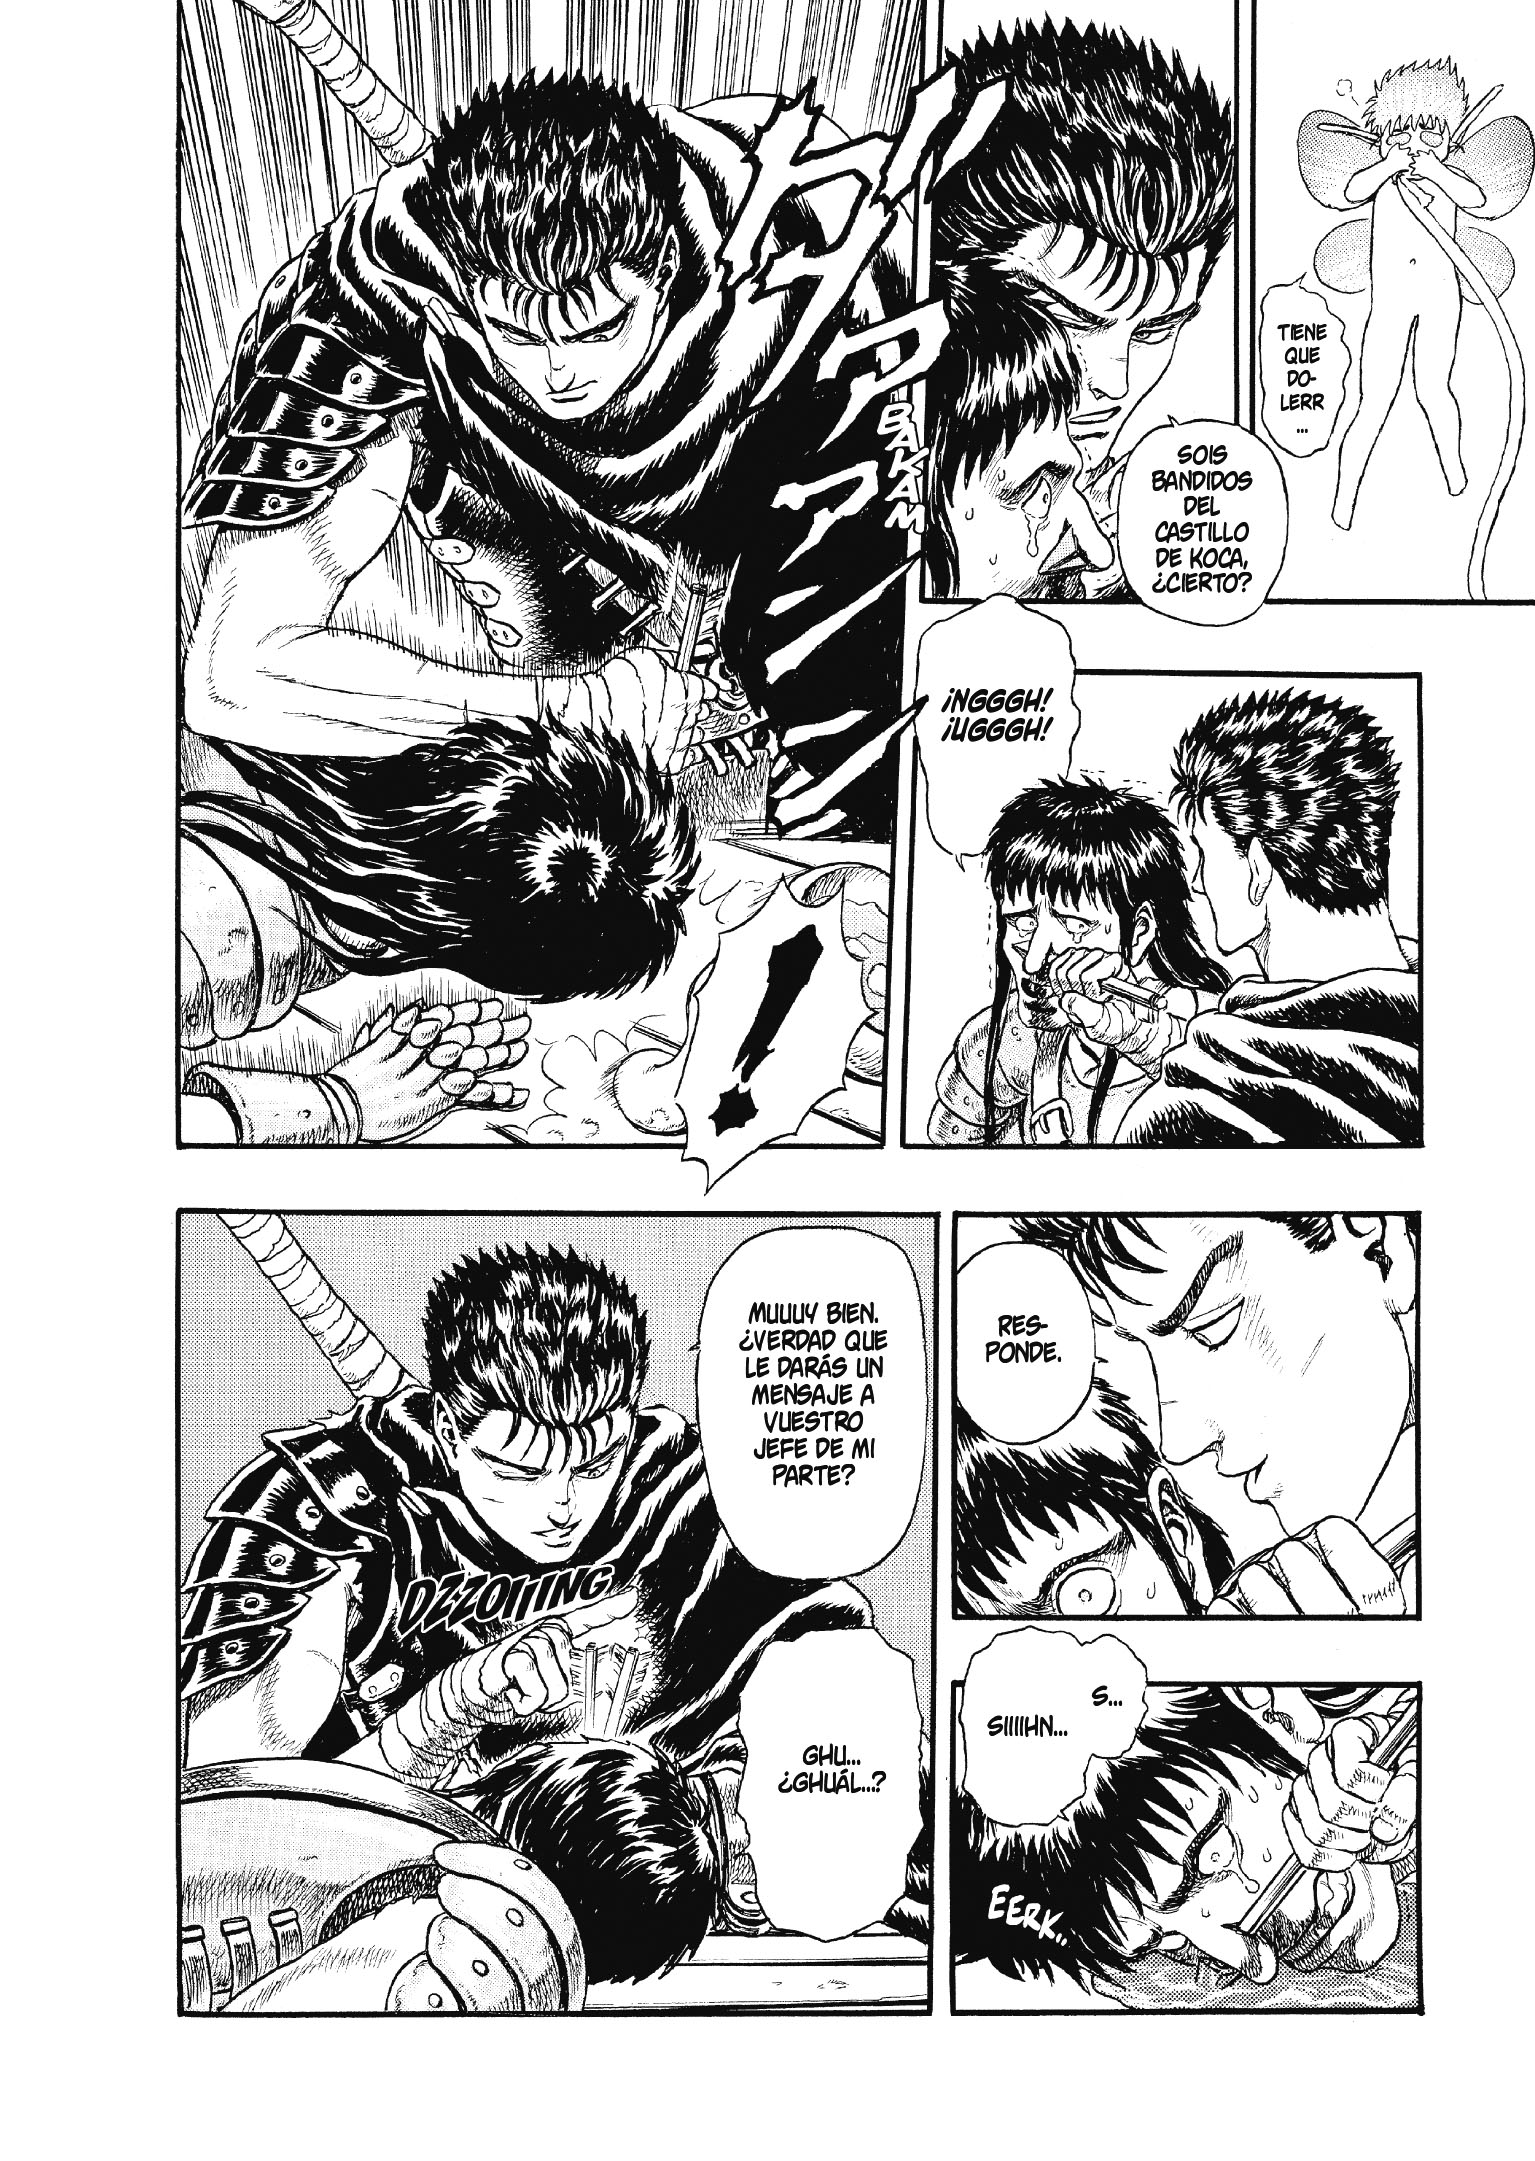 TIENE
QUE
DO-
LERR
...
SOIS
BANDIDOS
DEL
CASTILLO
DE KOCA,
¿CIERTO?
¡NGGGH!
¡UGGGH!
BAKAM
!
RES-
PONDE.
S...
SIIIIHN...
EERK...
MUUUY BIEN.
¿VERDAD QUE
LE DARÁS UN
MENSAJE A
VUESTRO
JEFE DE MI
PARTE?
DZZOIIING
GHU...
¿GHUÁL...?